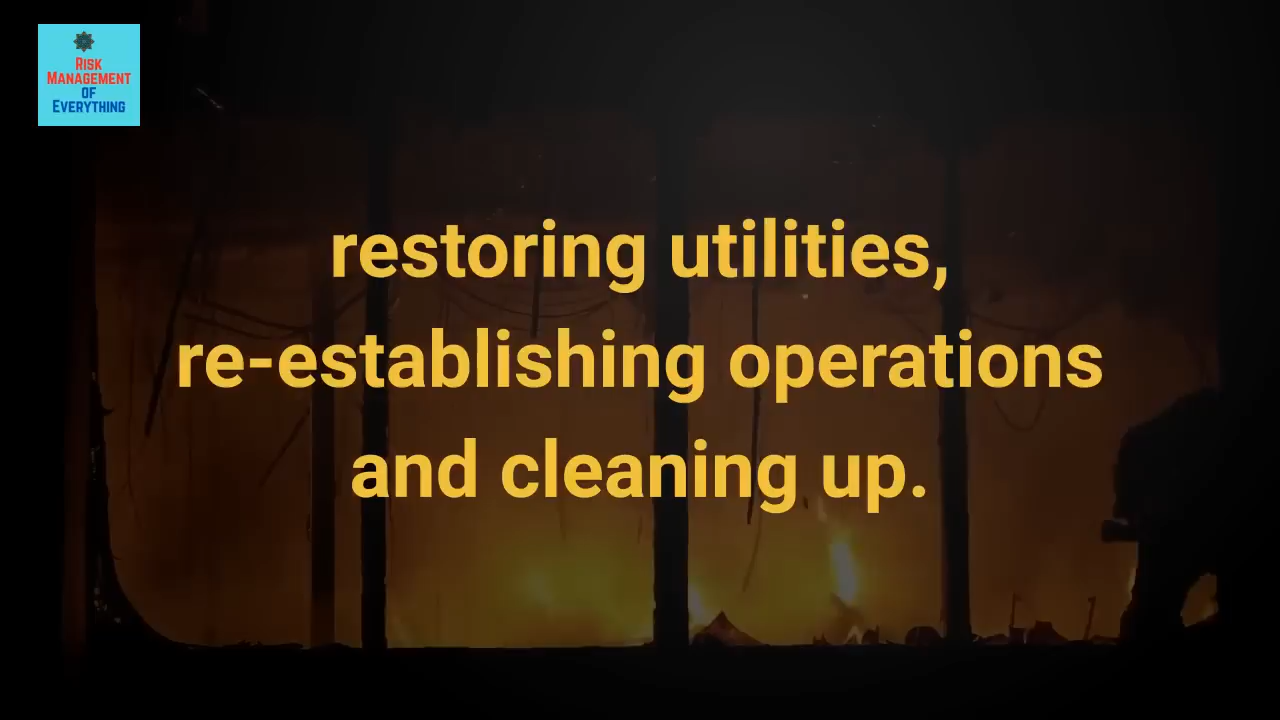 Risk
Management
of
Everything
restoring utilities,
re-establishing operations
and cleaning up.